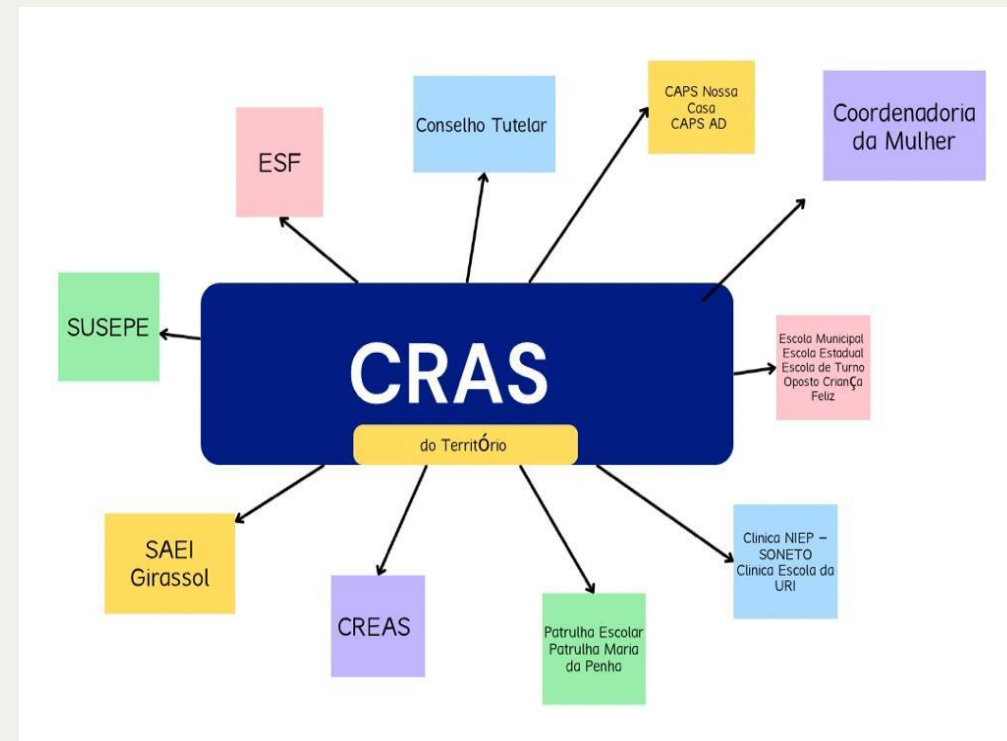 CAPS Nossa
Casa
CAPS AD
Coordenadoria
da Mulher
Conselho Tutelar
ESF
SUSEPE
CRAS
do Território
Escola Municipal
Escola Estadual
Escola de Turno
Oposto Criança
Feliz
SAEI
Girassol
CREAS
Patrulha Escolar
Patrulha Maria
da Penha
Clinica NIEP –
SONETO
Clinica Escola da
URI